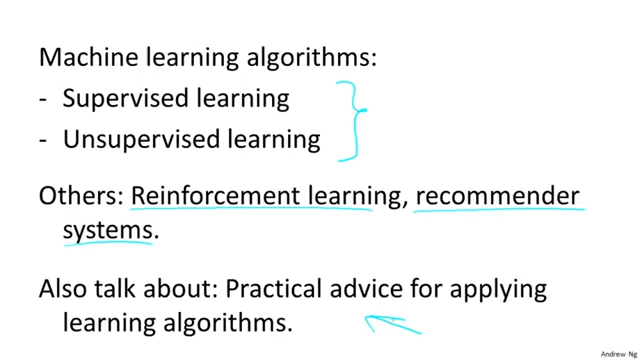 Machine learning algorithms:
- Supervised learning
- Unsupervised learning
Others: Reinforcement learning, recommender
systems.
Also talk about: Practical advice for applying
learning algorithms.
Andrew Ng